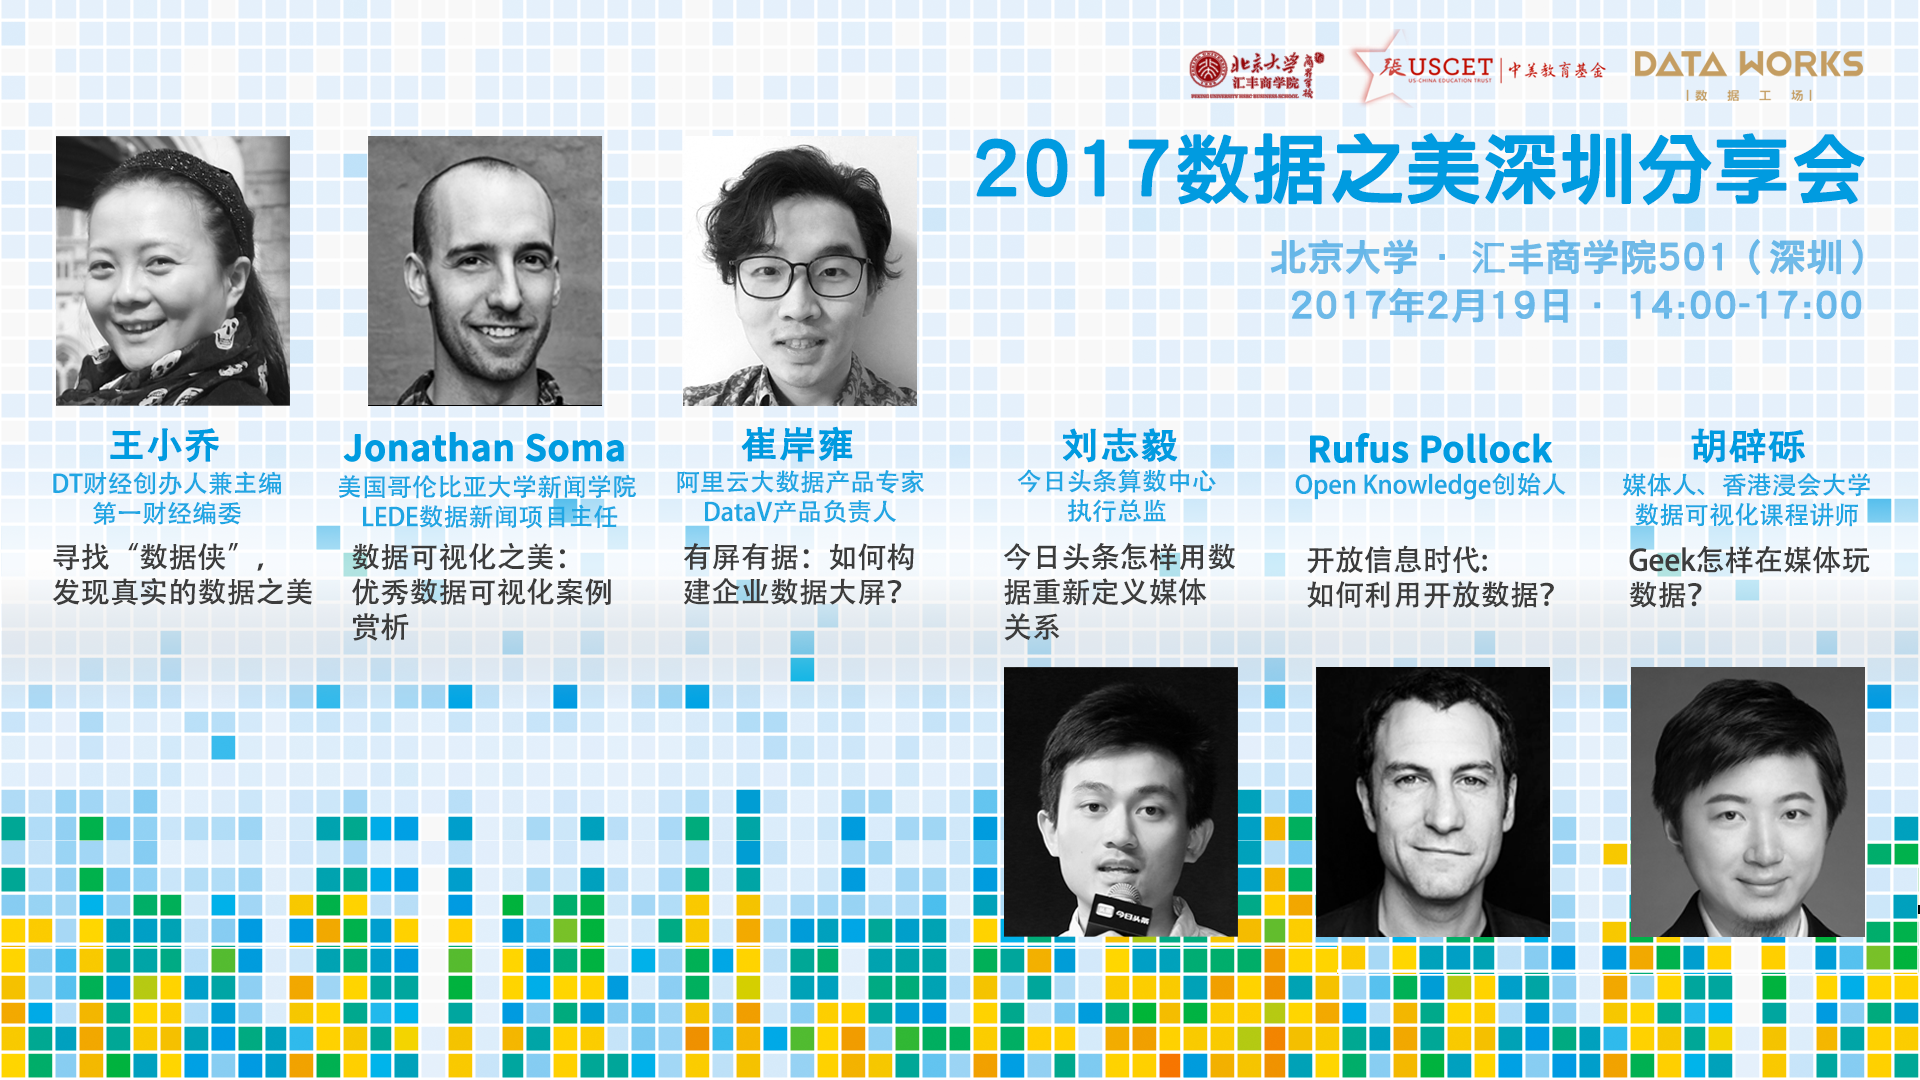 北京大学
汇丰商学院
PEKING UNIVERSITY HSBC BUSINESS SCHOOL
張 USCET 中美教育基金
US-CHINA EDUCATION TRUST
DATA WORKS
数据工场
2017数据之美深圳分享会
北京大学 · 汇丰商学院501（深圳）
2017年2月19日 · 14:00-17:00
王小乔
DT财经创办人兼主编
第一财经编委
寻找“数据侠”，
发现真实的数据之美
Jonathan Soma
美国哥伦比亚大学新闻学院
LEDE数据新闻项目主任
数据可视化之美：
优秀数据可视化案例
赏析
崔岸雍
阿里云大数据产品专家
DataV产品负责人
有屏有据：如何构
建企业数据大屏？
刘志毅
今日头条算数中心
执行总监
今日头条怎样用数
据重新定义媒体
关系
Rufus Pollock
Open Knowledge创始人
开放信息时代:
如何利用开放数据？
胡辟砾
媒体人、香港浸会大学
数据可视化课程讲师
Geek怎样在媒体玩
数据？
今日头条